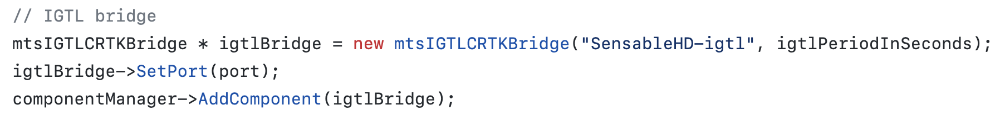 // IGTL bridge
mtsIGTLCRTKBridge * igtlBridge = new mtsIGTLCRTKBridge("SensableHD-igtl", igtlPeriodInSeconds);
igtlBridge->SetPort(port);
componentManager->AddComponent(igtlBridge);